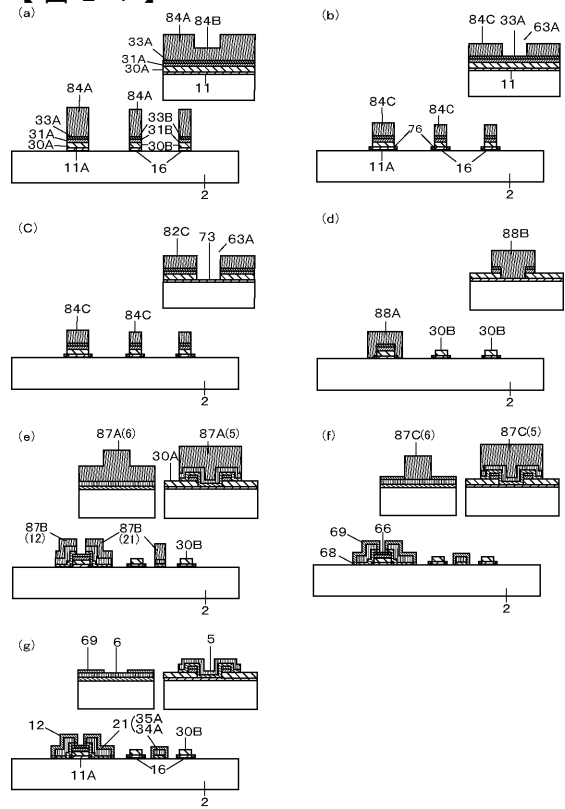 (a)
84A 84B
33A
31A
30A
11
84A 84A
33A 33B
31A 31B
30A 30B
11A 16
2
(b)
84C 33A 63A
11
84C 84C
76
11A 16
2
(C)
82C 73 63A
84C 84C
2
(d)
88B
88A 30B 30B
2
(e)
87A(6) 87A(5)
30A
87B (12) 87B (21) 30B
2
(f)
87C(6) 87C(5)
69 66
68
2
(g)
69 6 5
12 21 ( 35A 34A 30B
11A 16
2